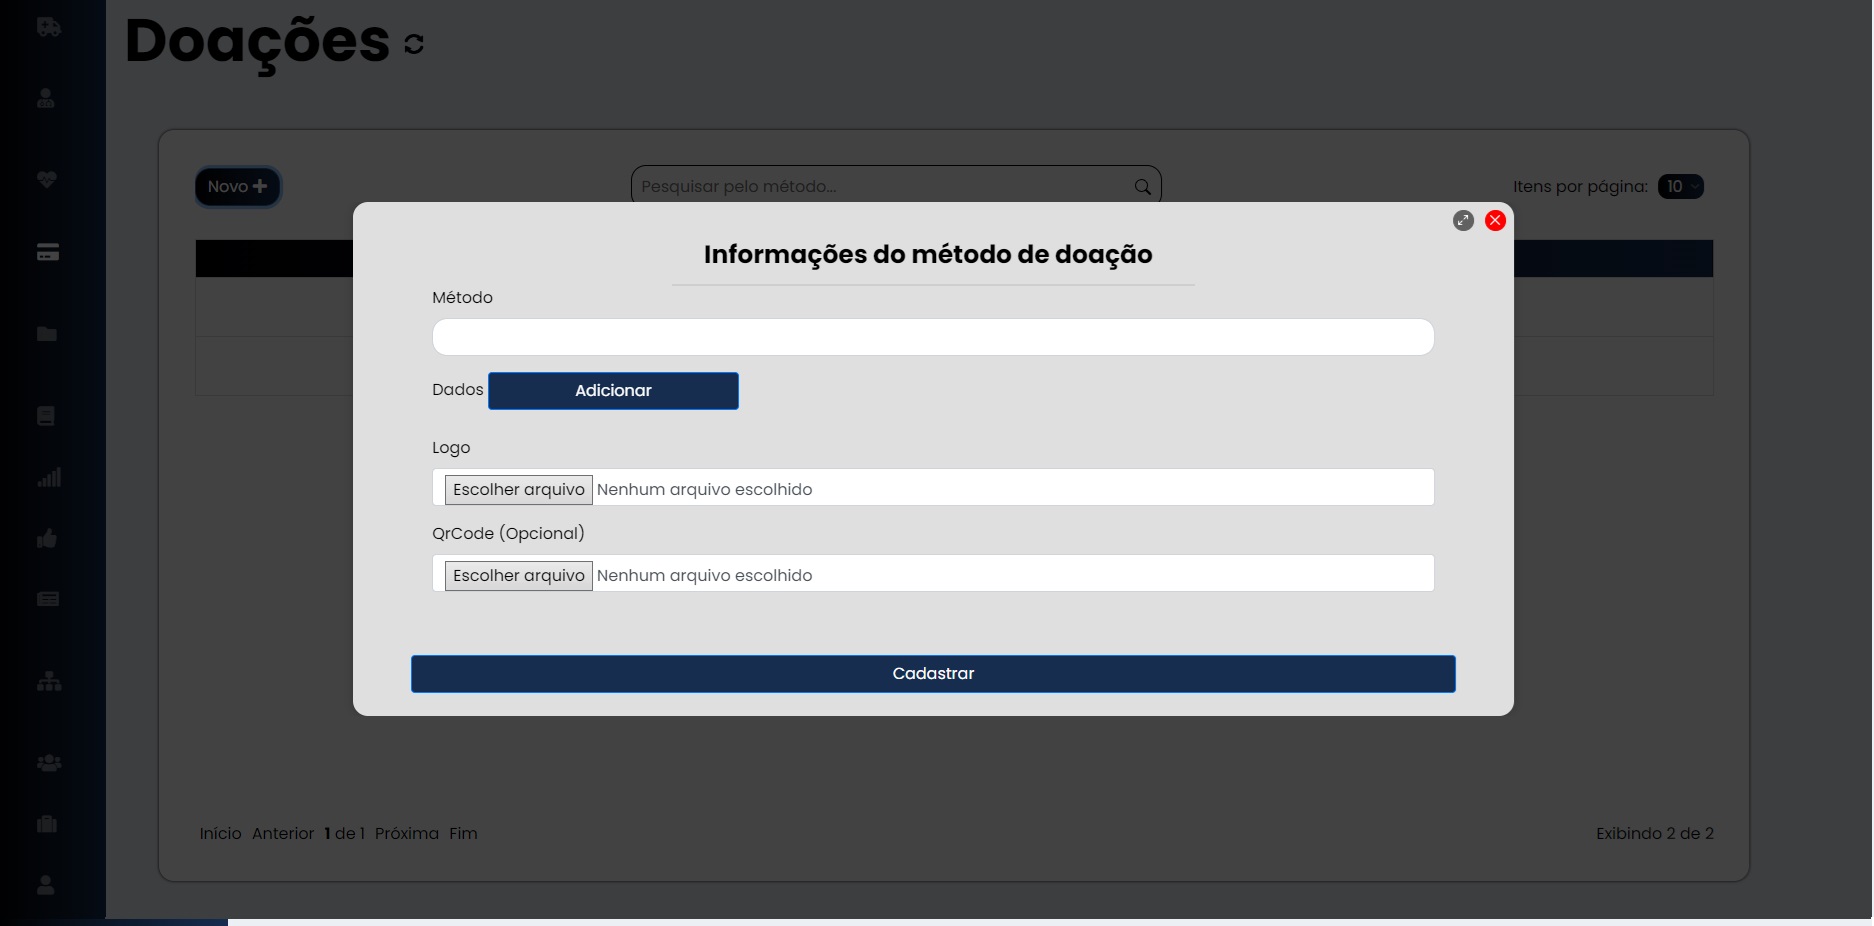 Doações
Novo
Pesquisar pelo método...
Itens por página: 10
Informações do método de doação
Método
Dados Adicionar
Logo
Escolher arquivo Nenhum arquivo escolhido
QrCode (Opcional)
Escolher arquivo Nenhum arquivo escolhido
Cadastrar
Início Anterior 1 de 1 Próxima Fim
Exibindo 2 de 2